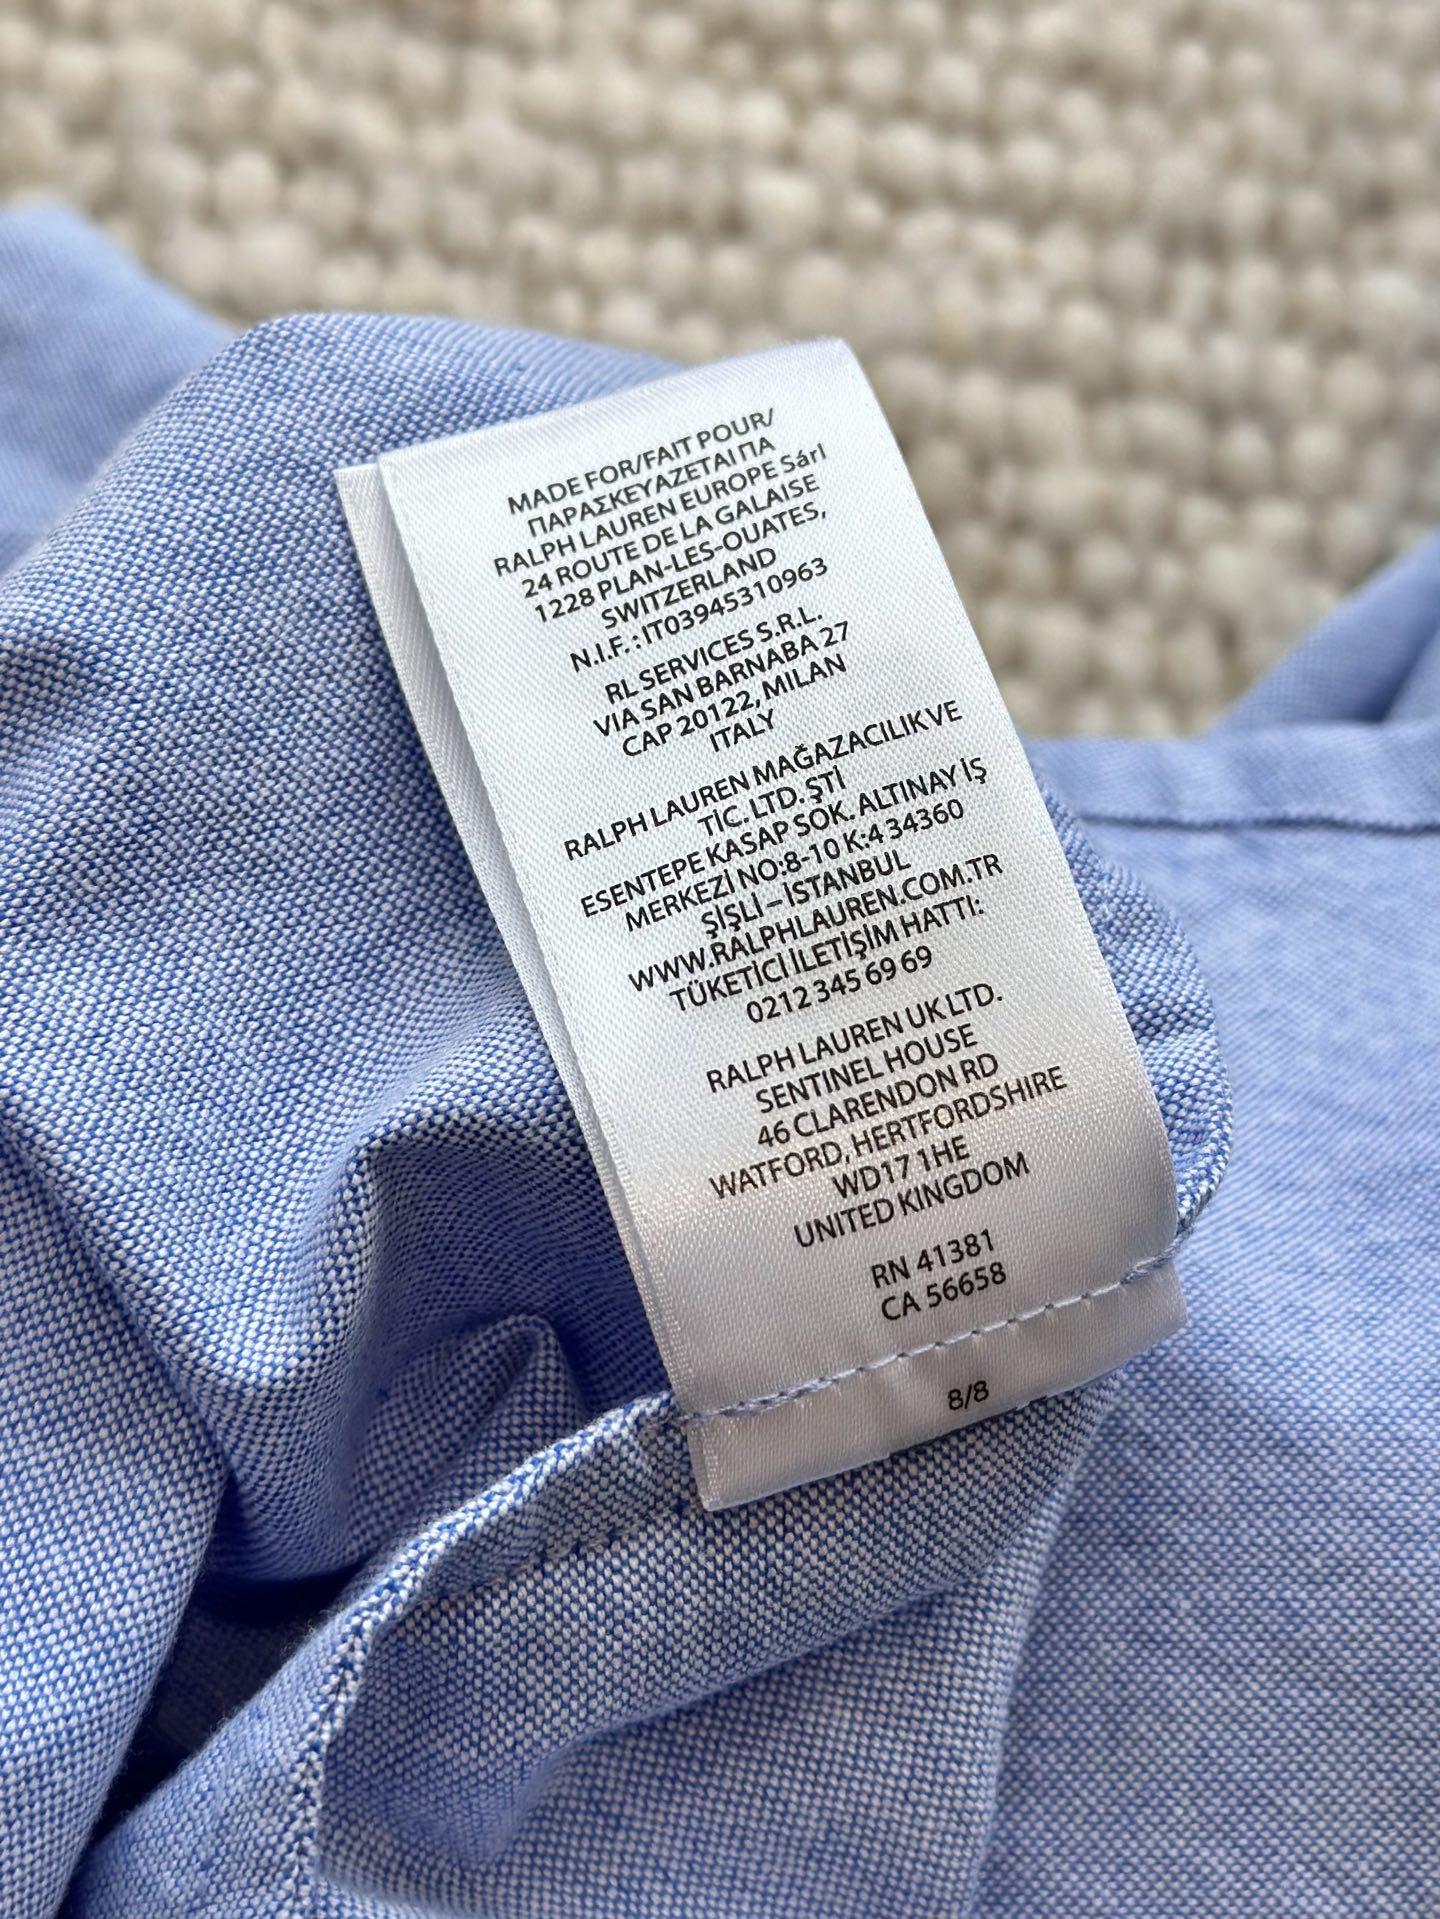 MADE FOR/FAIT POUR/
ΠΑΡΑΣΚΕΥΑΖΕΤΑΙ ΠΑ
RALPH LAUREN EUROPE Sárl
24 ROUTE DE LA GALAISE
1228 PLAN-LES-OUATES,
SWITZERLAND
N.I.F. : IT03945310963
RL SERVICES S.R.L.
VIA SAN BARNABA 27
CAP 20122, MILAN
ITALY
RALPH LAUREN MAĞAZACILIK VE
TİC. LTD. ŞTİ
ESENTEPE KASAP SOK. ALTINAY İŞ
MERKEZİ NO:8-10 K:4 34360
ŞİŞLİ – İSTANBUL
WWW.RALPHLAUREN.COM.TR
TÜKETİCİ İLETİŞİM HATTI:
0212 345 69 69
RALPH LAUREN UK LTD.
SENTINEL HOUSE
46 CLARENDON RD
WATFORD, HERTFORDSHIRE
WD17 1HE
UNITED KINGDOM
RN 41381
CA 56658
8/8